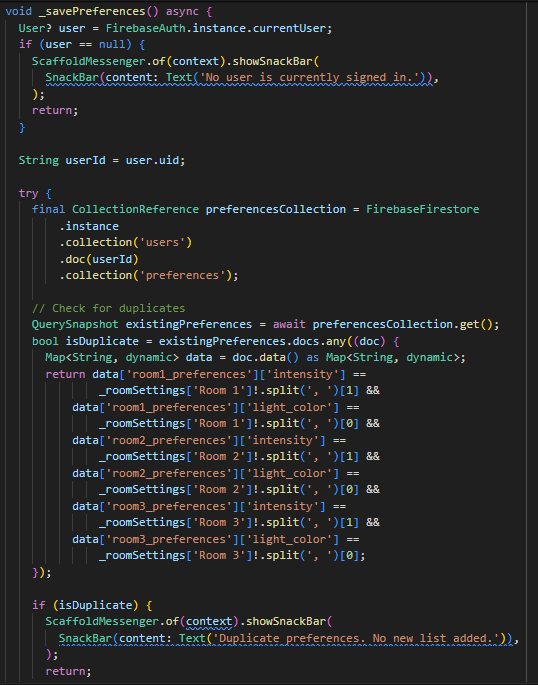 void _savePreferences() async {
  User? user = FirebaseAuth.instance.currentUser;
  if (user == null) {
    ScaffoldMessenger.of(context).showSnackBar(
      SnackBar(content: Text('No user is currently signed in.')),
    );
    return;
  }

  String userId = user.uid;

  try {
    final CollectionReference preferencesCollection = FirebaseFirestore
        .instance
        .collection('users')
        .doc(userId)
        .collection('preferences');

    // Check for duplicates
    QuerySnapshot existingPreferences = await preferencesCollection.get();
    bool isDuplicate = existingPreferences.docs.any((doc) {
      Map<String, dynamic> data = doc.data() as Map<String, dynamic>;
      return data['room1_preferences']['intensity'] ==
              _roomSettings['Room 1']!.split(', ')[1] &&
          data['room1_preferences']['light_color'] ==
              _roomSettings['Room 1']!.split(', ')[0] &&
          data['room2_preferences']['intensity'] ==
              _roomSettings['Room 2']!.split(', ')[1] &&
          data['room2_preferences']['light_color'] ==
              _roomSettings['Room 2']!.split(', ')[0] &&
          data['room3_preferences']['intensity'] ==
              _roomSettings['Room 3']!.split(', ')[1] &&
          data['room3_preferences']['light_color'] ==
              _roomSettings['Room 3']!.split(', ')[0];
    });

    if (isDuplicate) {
      ScaffoldMessenger.of(context).showSnackBar(
        SnackBar(content: Text('Duplicate preferences. No new list added.')),
      );
      return;